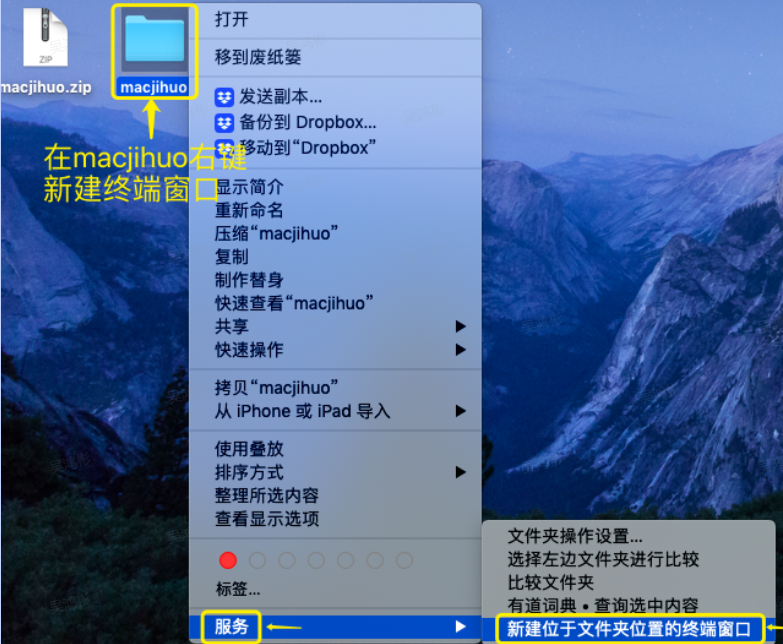 ZIP
macjihuo.zip
macjihuo
在macjihuo右键
新建终端窗口
打开
移到废纸篓
发送副本...
备份到 Dropbox...
移动到“Dropbox”
显示简介
重新命名
压缩“macjihuo”
复制
制作替身
快速查看“macjihuo”
共享
快速操作
拷贝“macjihuo”
从 iPhone 或 iPad 导入
使用叠放
排序方式
整理所选内容
查看显示选项
标签...
服务
文件夹操作设置...
选择左边文件夹进行比较
比较文件夹
有道词典 • 查询选中内容
新建位于文件夹位置的终端窗口